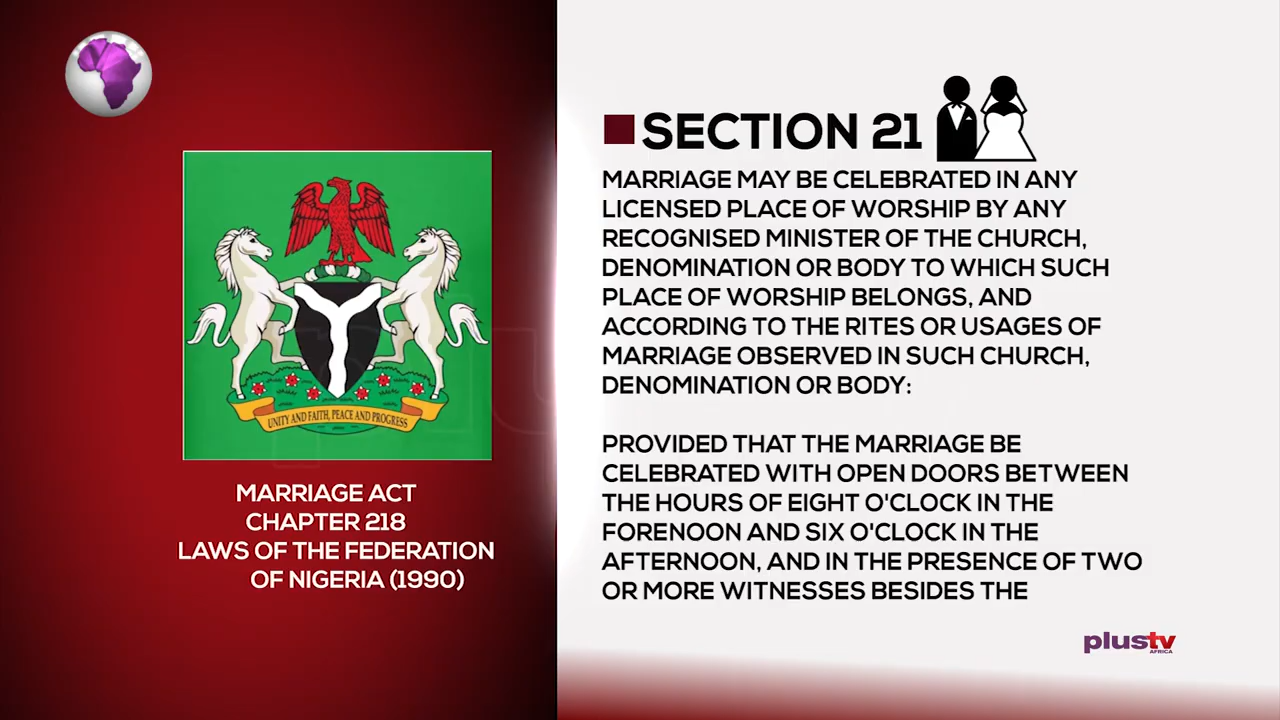 UNITY AND FAITH, PEACE AND PROGRESS
MARRIAGE ACT
CHAPTER 218
LAWS OF THE FEDERATION
OF NIGERIA (1990)
SECTION 21
MARRIAGE MAY BE CELEBRATED IN ANY
LICENSED PLACE OF WORSHIP BY ANY
RECOGNISED MINISTER OF THE CHURCH,
DENOMINATION OR BODY TO WHICH SUCH
PLACE OF WORSHIP BELONGS, AND
ACCORDING TO THE RITES OR USAGES OF
MARRIAGE OBSERVED IN SUCH CHURCH,
DENOMINATION OR BODY:
PROVIDED THAT THE MARRIAGE BE
CELEBRATED WITH OPEN DOORS BETWEEN
THE HOURS OF EIGHT O'CLOCK IN THE
FORENOON AND SIX O'CLOCK IN THE
AFTERNOON, AND IN THE PRESENCE OF TWO
OR MORE WITNESSES BESIDES THE
plustv
AFRICA